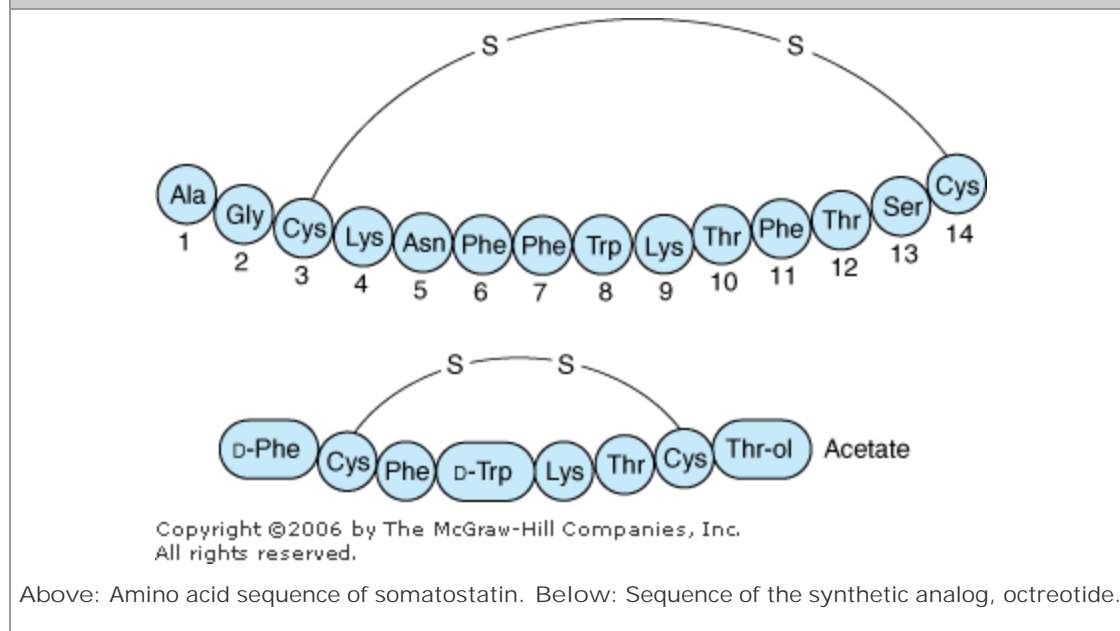 S S
Ala Gly Cys Lys Asn Phe Phe Trp Lys Thr Phe Thr Ser Cys
1 2 3 4 5 6 7 8 9 10 11 12 13 14
S S
D-Phe Cys Phe D-Trp Lys Thr Cys Thr-ol Acetate
Copyright ©2006 by The McGraw-Hill Companies, Inc.
All rights reserved.
Above: Amino acid sequence of somatostatin. Below: Sequence of the synthetic analog, octreotide.